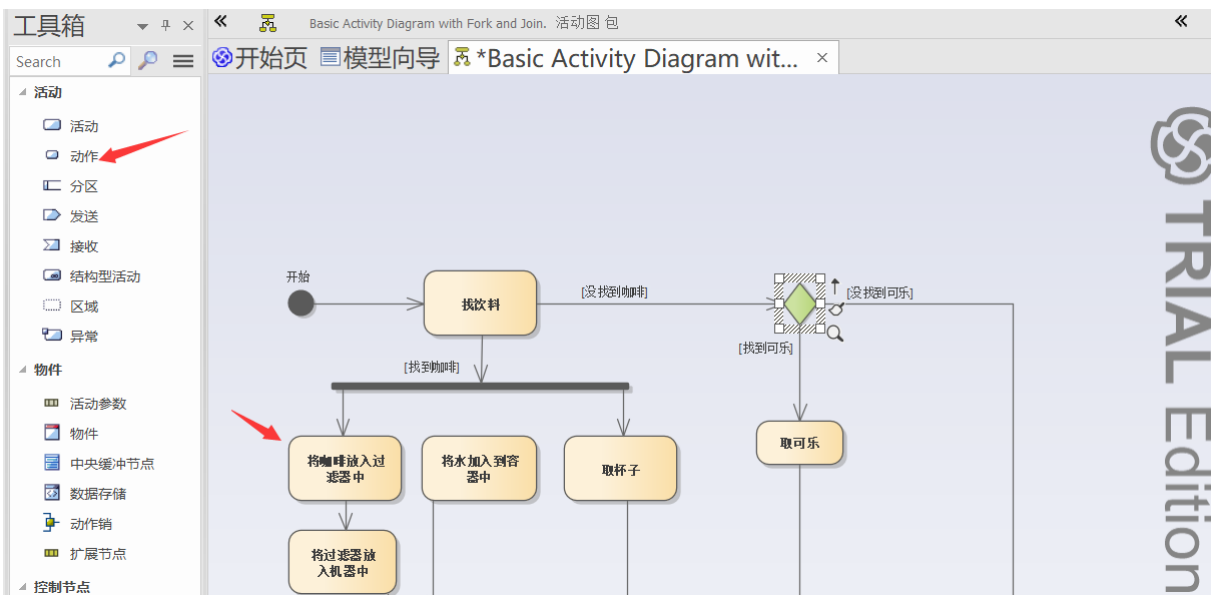 工具箱
Basic Activity Diagram with Fork and Join. 活动图 包
Search
开始页
模型向导
*Basic Activity Diagram wit...
活动
活动
动作
分区
发送
接收
结构型活动
区域
异常
物件
活动参数
物件
中央缓冲节点
数据存储
动作销
扩展节点
控制节点
开始
找饮料
[没找到咖啡]
[没找到可乐]
[找到可乐]
[找到咖啡]
将咖啡放入过
滤器中
将水加入到容
器中
取杯子
取可乐
将过滤器放
入机器中
TRIAL Edition